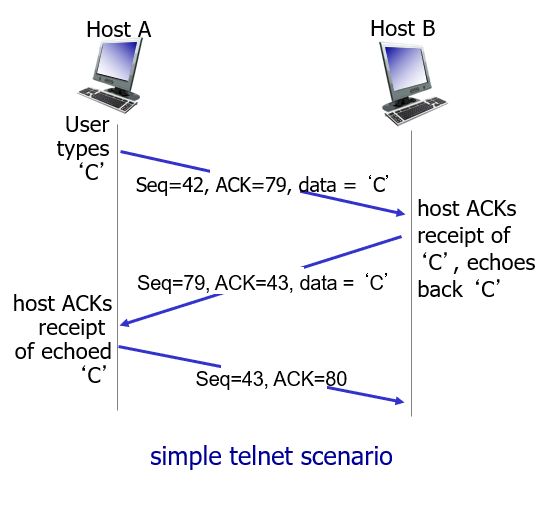 Host A
Host B
User
types
‘C’
Seq=42, ACK=79, data = ‘C’
host ACKs
receipt of
‘C’, echoes
back ‘C’
Seq=79, ACK=43, data = ‘C’
host ACKs
receipt
of echoed
‘C’
Seq=43, ACK=80
simple telnet scenario